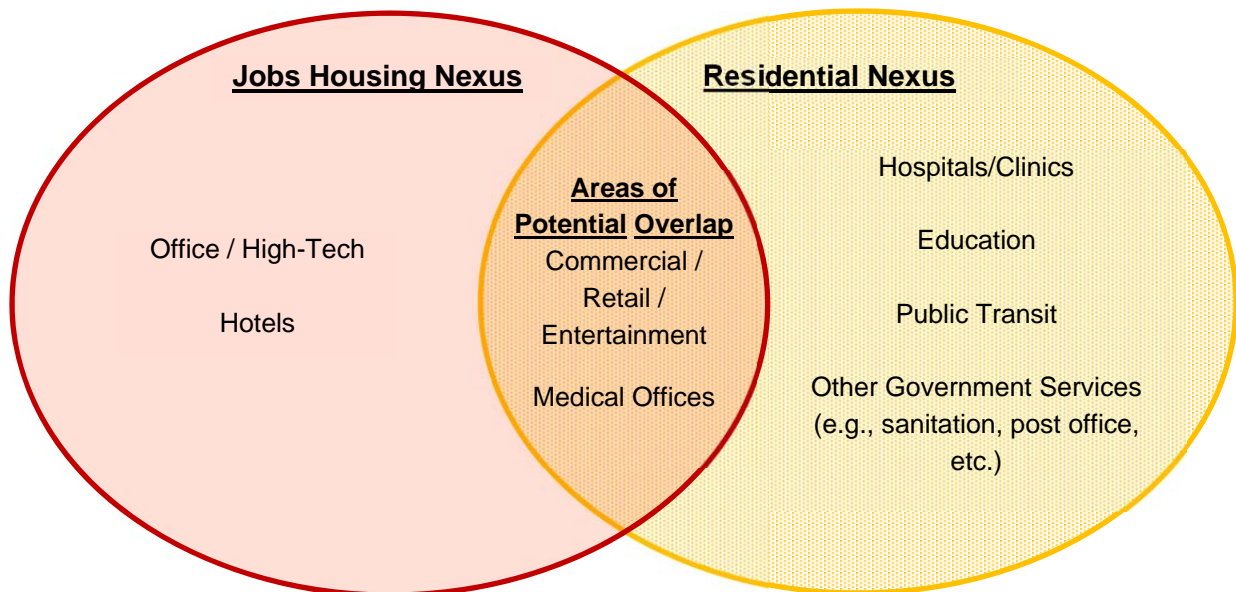 Jobs Housing Nexus
Office / High-Tech
Hotels
Areas of
Potential Overlap
Commercial /
Retail /
Entertainment
Medical Offices
Residential Nexus
Hospitals/Clinics
Education
Public Transit
Other Government Services
(e.g., sanitation, post office,
etc.)